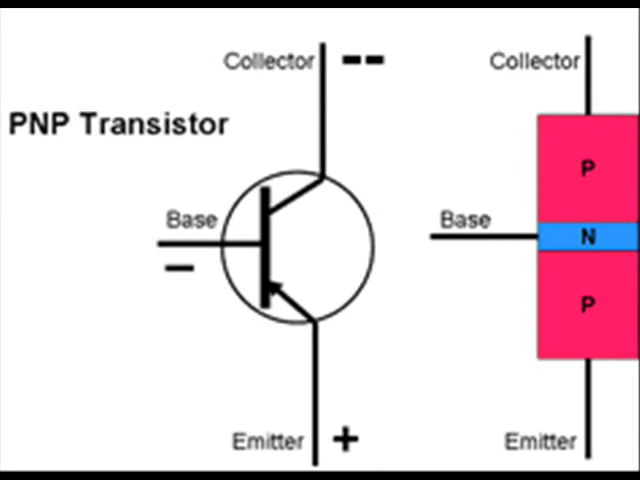 Collector --
Collector
PNP Transistor
P
Base
Base
N
-
P
Emitter +
Emitter